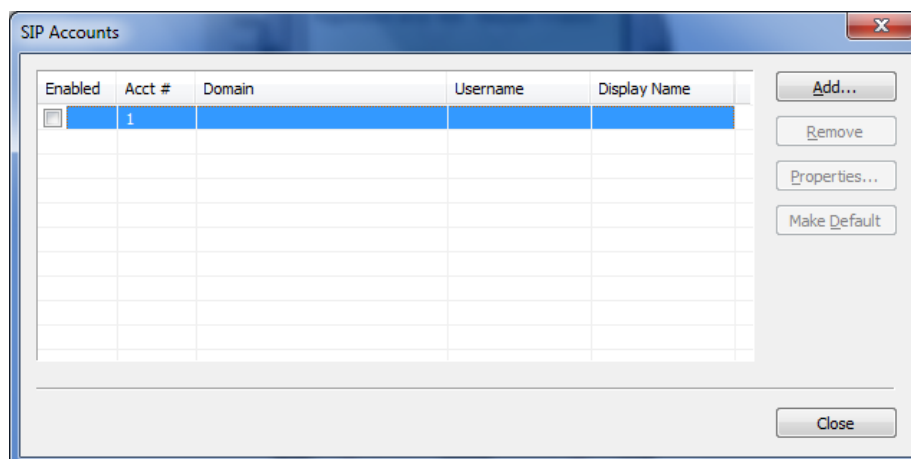 SIP Accounts
Enabled Acct # Domain Username Display Name
1
Add...
Remove
Properties...
Make Default
Close